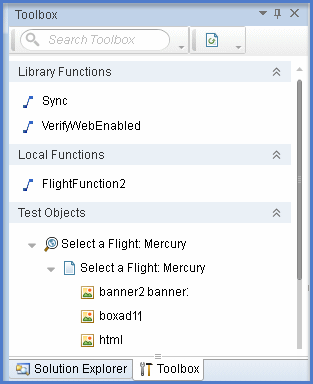 Toolbox
Search Toolbox
Library Functions
Sync
VerifyWebEnabled
Local Functions
FlightFunction2
Test Objects
Select a Flight: Mercury
Select a Flight: Mercury
banner2 banner
boxad1
html
Solution Explorer
Toolbox